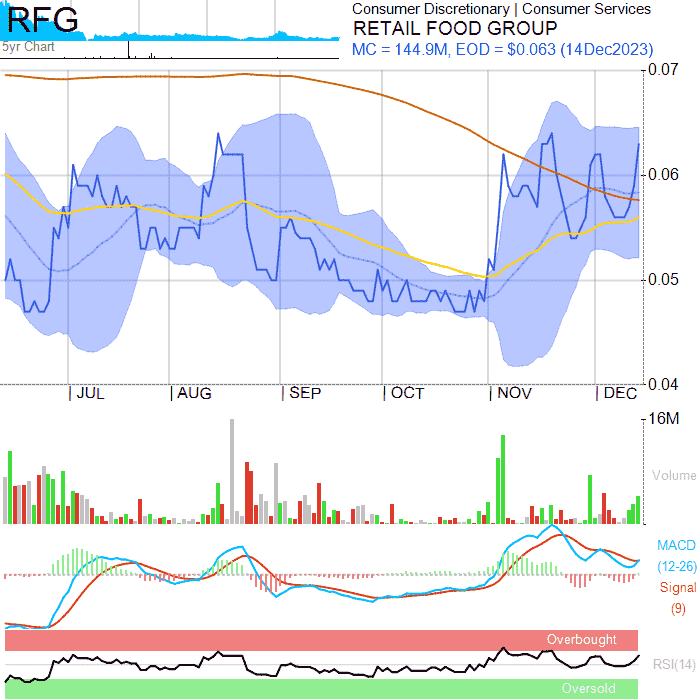 RFG
5yr Chart
Consumer Discretionary | Consumer Services
RETAIL FOOD GROUP
MC = 144.9M, EOD = $0.063 (14Dec2023)
0.07
0.06
0.05
0.04
JUL AUG SEP OCT NOV DEC
16M
Volume
MACD
(12-26)
Signal
(9)
Overbought
RSI(14)
Oversold